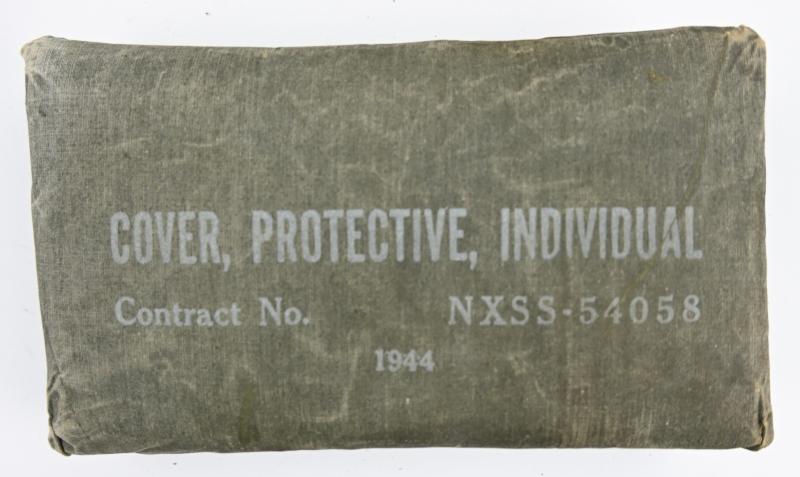 COVER, PROTECTIVE, INDIVIDUAL
Contract No. NXSS-54058
1944